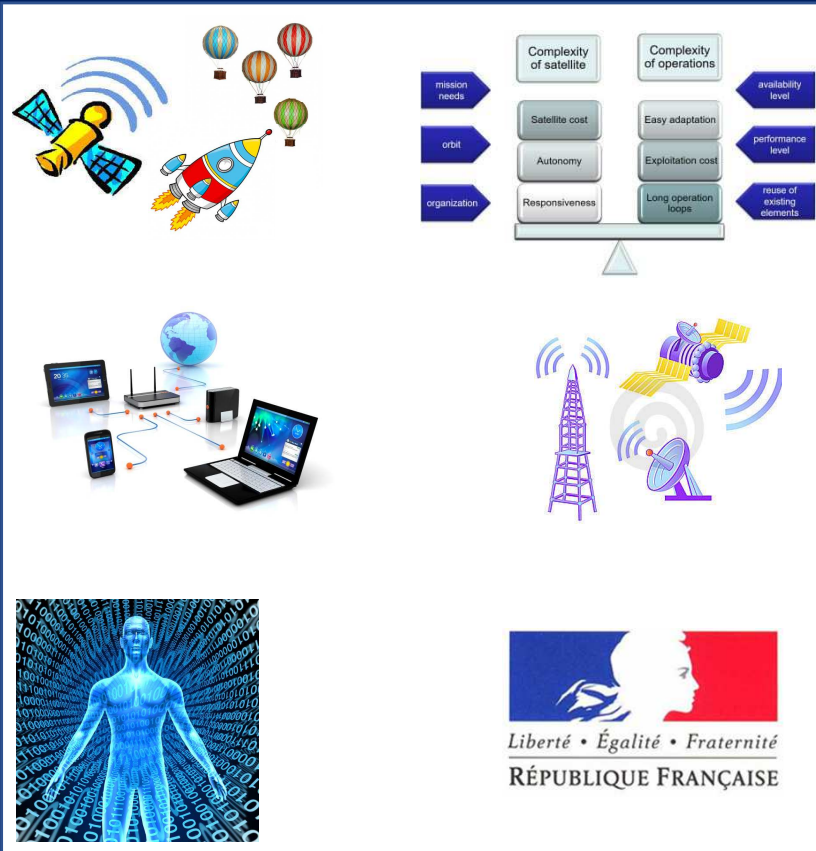 Complexity
of satellite
Complexity
of operations
mission
needs
orbit
organization
Satellite cost
Autonomy
Responsiveness
Easy adaptation
Exploitation cost
Long operation
loops
availability
level
performance
level
reuse of
existing
elements
Liberté • Égalité • Fraternité
RÉPUBLIQUE FRANÇAISE